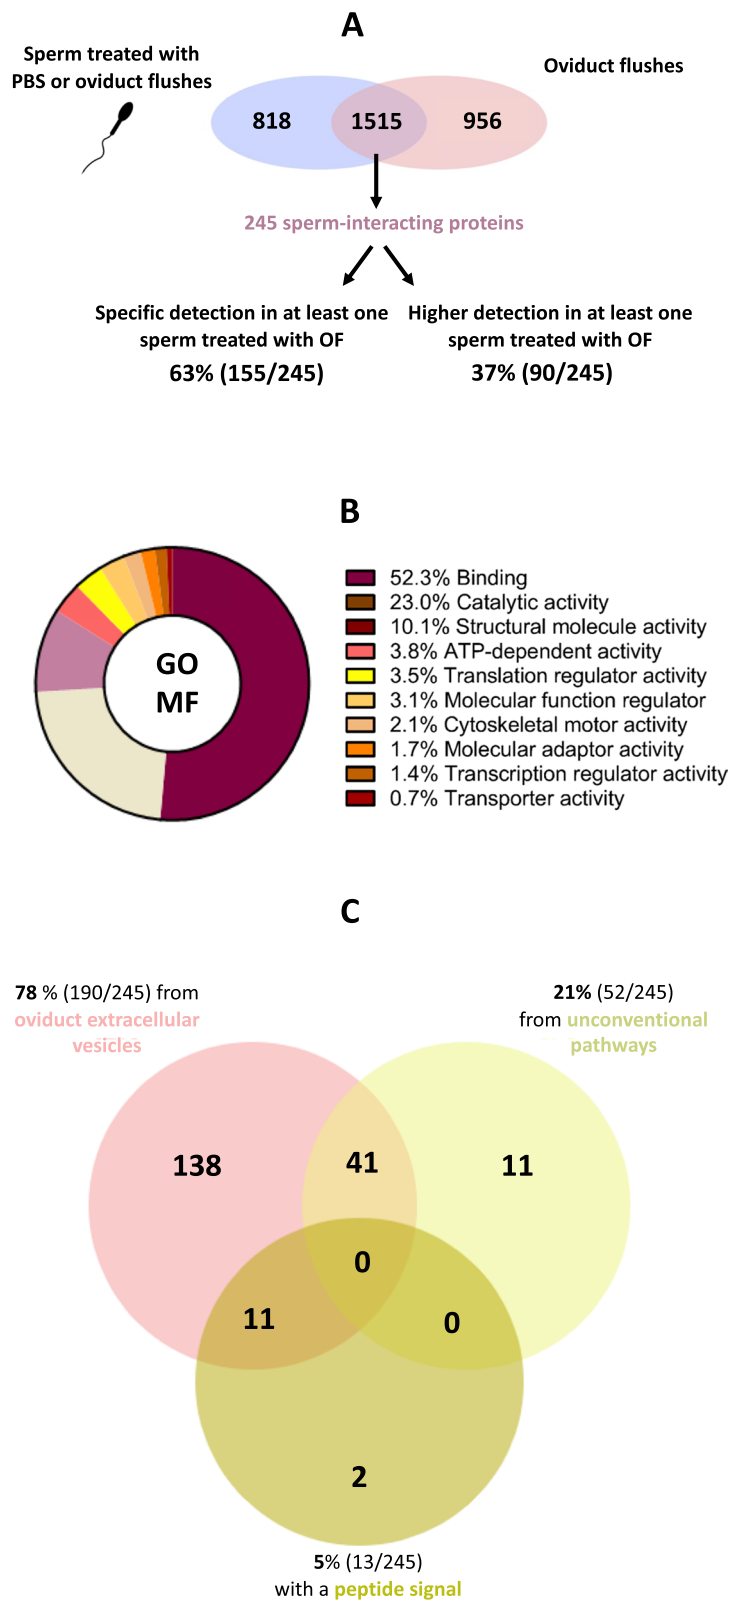 A
Sperm treated with
PBS or oviduct flushes
Oviduct flushes
818
1515
956
245 sperm-interacting proteins
Specific detection in at least one
sperm treated with OF
63% (155/245)
Higher detection in at least one
sperm treated with OF
37% (90/245)
B
GO
MF
52.3% Binding
23.0% Catalytic activity
10.1% Structural molecule activity
3.8% ATP-dependent activity
3.5% Translation regulator activity
3.1% Molecular function regulator
2.1% Cytoskeletal motor activity
1.7% Molecular adaptor activity
1.4% Transcription regulator activity
0.7% Transporter activity
C
78 % (190/245) from
oviduct extracellular
vesicles
21% (52/245)
from unconventional
pathways
138
41
11
0
11
0
2
5% (13/245)
with a peptide signal